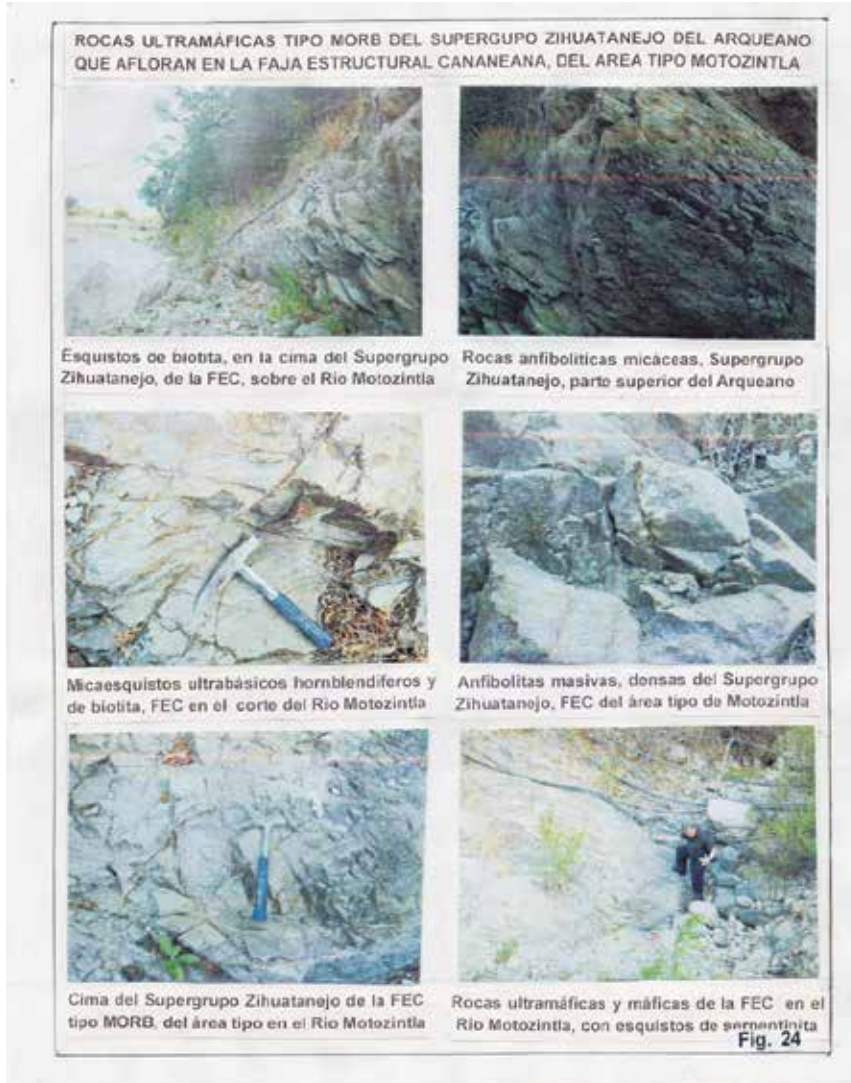 ROCAS ULTRAMÁFICAS TIPO MORB DEL SUPERGUPO ZIHUATANEJO DEL ARQUEANO
QUE AFLORAN EN LA FAJA ESTRUCTURAL CANANEANA, DEL AREA TIPO MOTOZINTLA
Esquistos de biotita, en la cima del Supergrupo
Zihuatanejo, de la FEC, sobre el Rio Motozintla
Rocas anfiboliticas micáceas, Supergrupo
Zihuatanejo, parte superior del Arqueano
Micaesquistos ultrabásicos hornblendiferos y
de biotita, FEC en el corte del Rio Motozintla
Anfibolitas masivas, densas del Supergrupo
Zihuatanejo, FEC del área tipo de Motozintla
Cima del Supergrupo Zihuatanejo de la FEC
tipo MORB, del área tipo en el Rio Motozintla
Rocas ultramáficas y máficas de la FEC en el
Rio Motozintla, con esquistos de serpentinita
Fig. 24